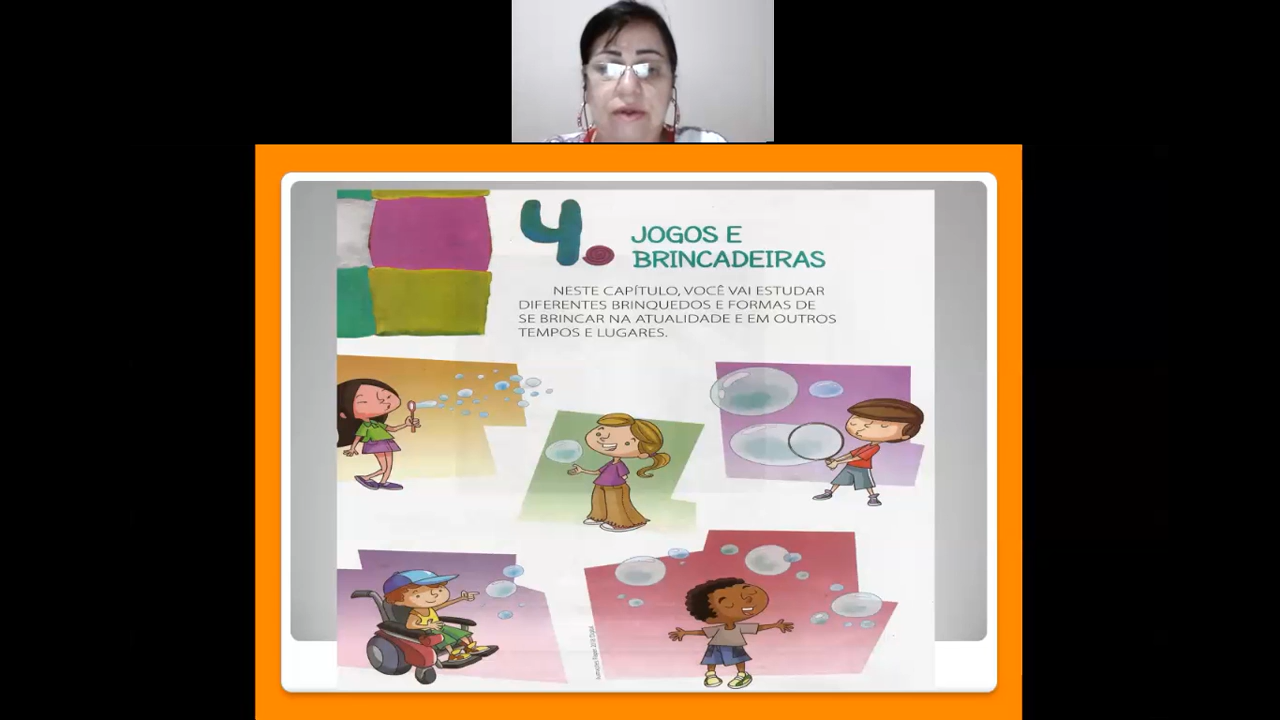 4.
JOGOS E
BRINCADEIRAS
NESTE CAPÍTULO, VOCÊ VAI ESTUDAR
DIFERENTES BRINQUEDOS E FORMAS DE
SE BRINCAR NA ATUALIDADE E EM OUTROS
TEMPOS E LUGARES.